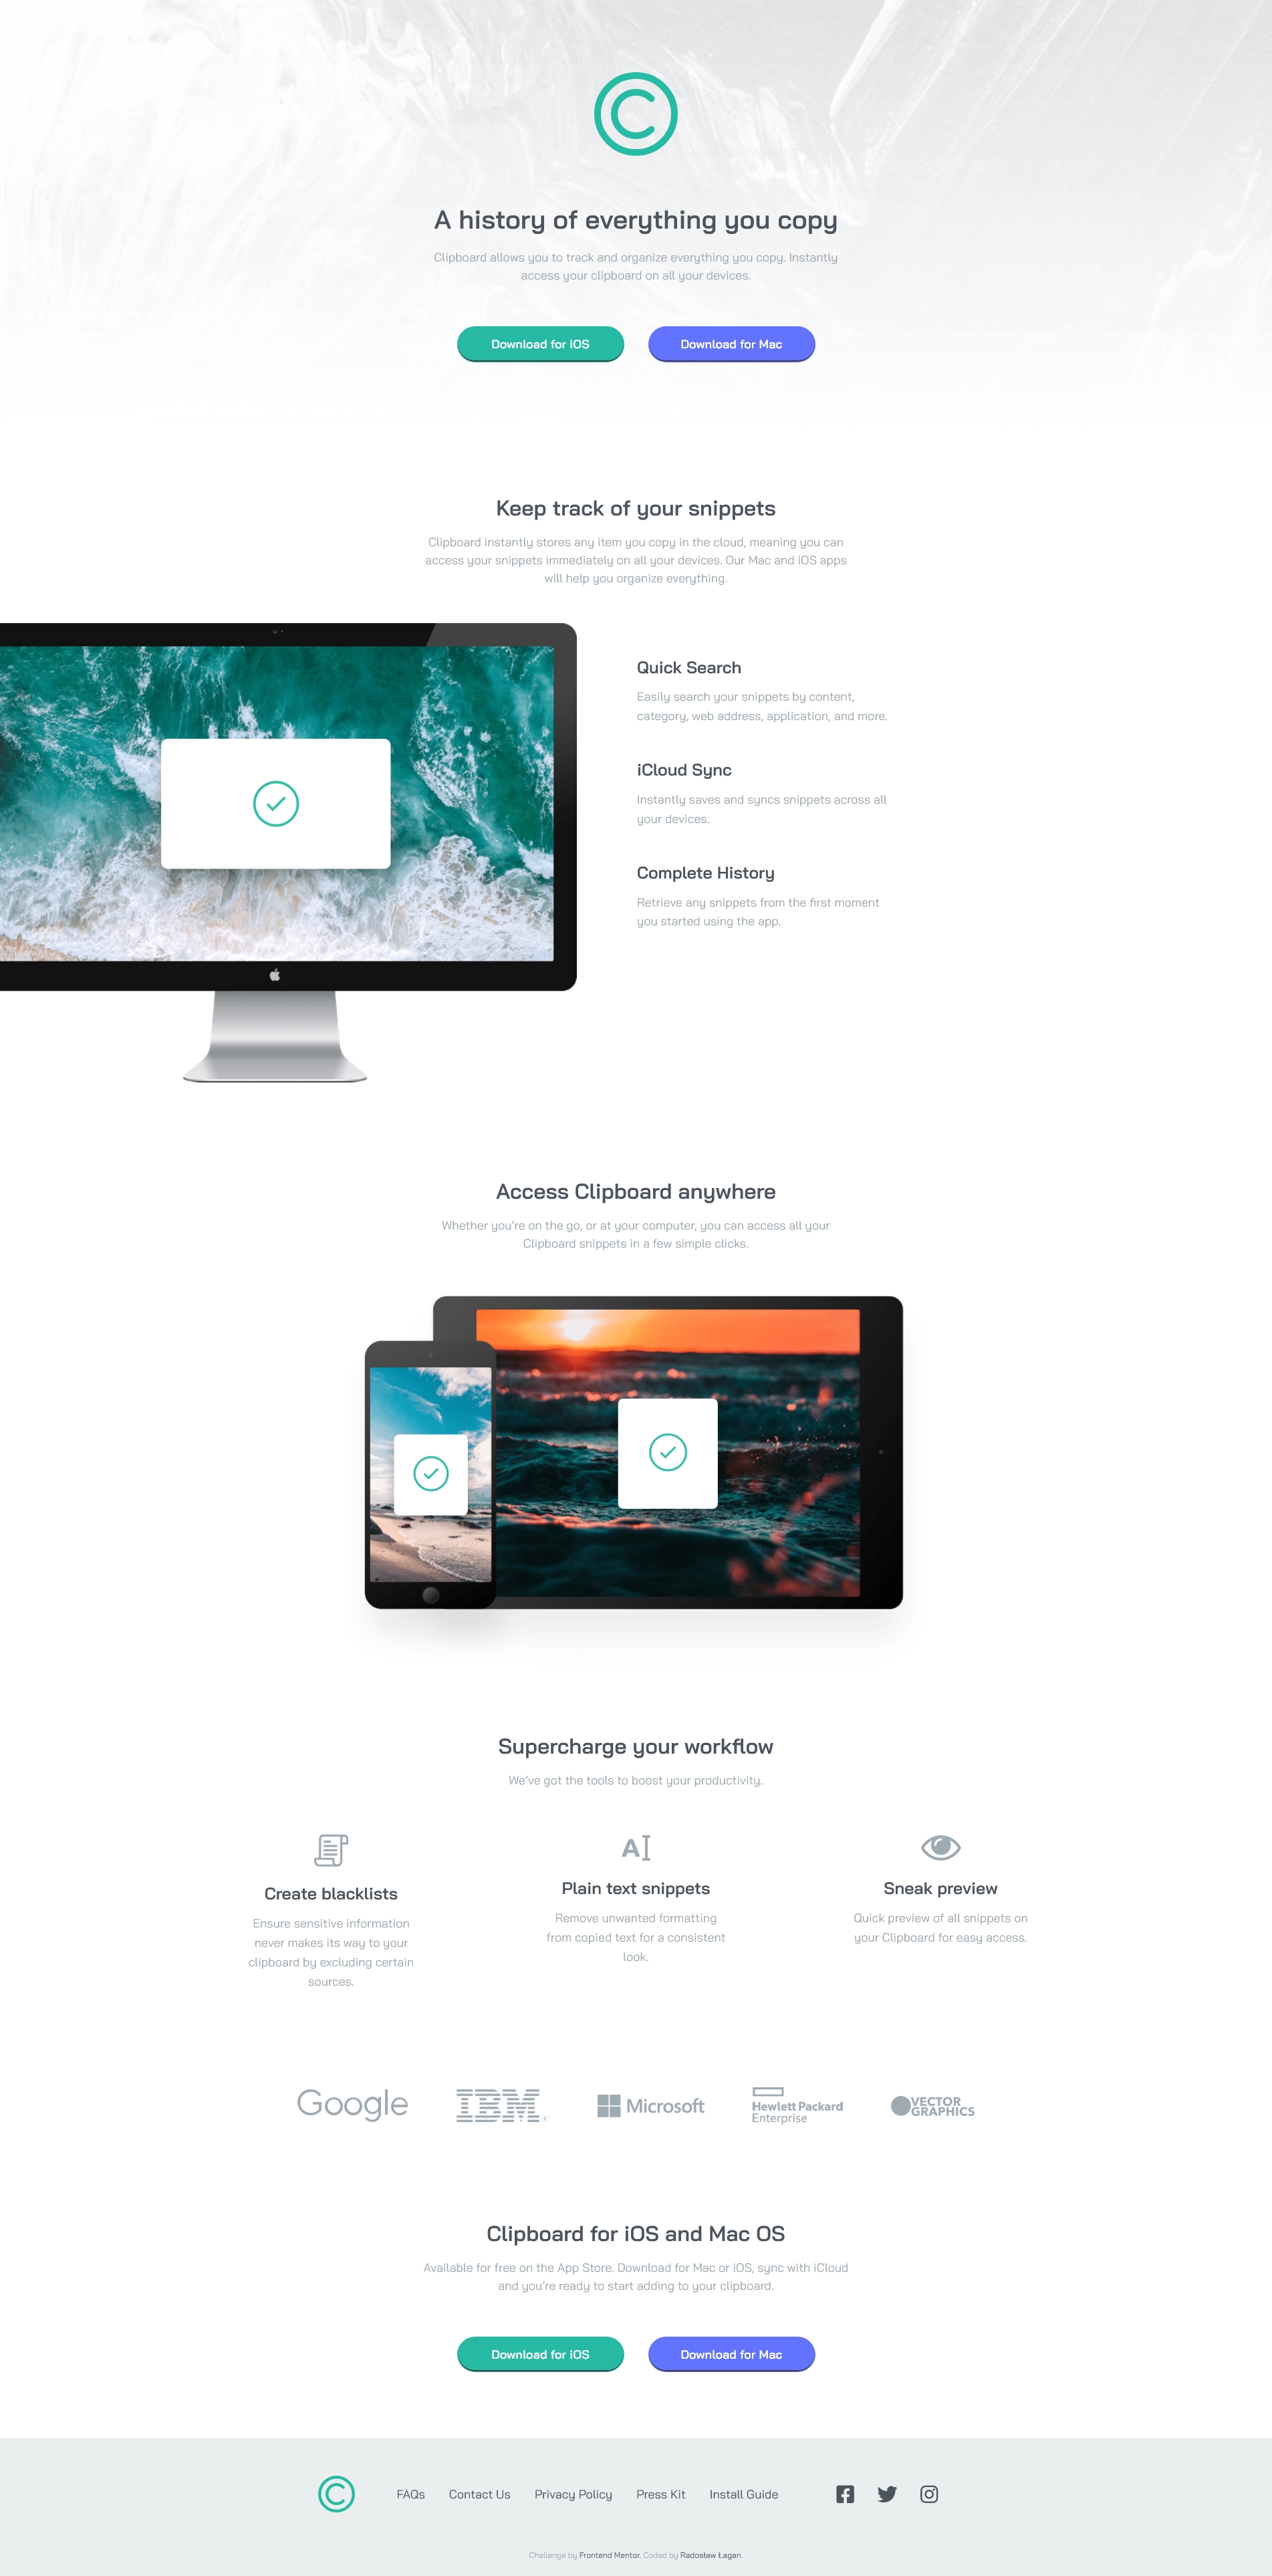 A history of everything you copy
Clipboard allows you to track and organize everything you copy. Instantly
access your clipboard on all your devices.
Download for iOS
Download for Mac
Keep track of your snippets
Clipboard instantly stores any item you copy in the cloud, meaning you can
access your snippets immediately on all your devices. Our Mac and iOS apps
will help you organize everything.
Quick Search
Easily search your snippets by content,
category, web address, application, and more.
iCloud Sync
Instantly saves and syncs snippets across all
your devices.
Complete History
Retrieve any snippets from the first moment
you started using the app.
Access Clipboard anywhere
Whether you're on the go, or at your computer, you can access all your
Clipboard snippets in a few simple clicks.
Supercharge your workflow
We've got the tools to boost your productivity.
Create blacklists
Ensure sensitive information
never makes its way to your
clipboard by excluding certain
sources.
Plain text snippets
Remove unwanted formatting
from copied text for a consistent
look.
Sneak preview
Quick preview of all snippets on
your Clipboard for easy access.
Google
IBM®
Microsoft
Hewlett Packard
Enterprise
VECTOR
GRAPHICS
Clipboard for iOS and Mac OS
Available for free on the App Store. Download for Mac or iOS, sync with iCloud
and you're ready to start adding to your clipboard.
Download for iOS
Download for Mac
FAQs
Contact Us
Privacy Policy
Press Kit
Install Guide
Challenge by Frontend Mentor. Coded by Radosław Łagan.